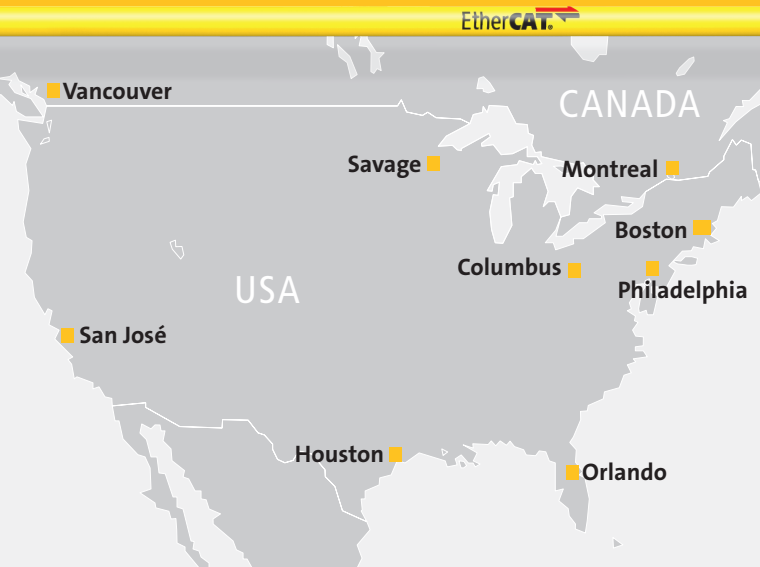 EtherCAT.
Vancouver
CANADA
Savage
Montreal
Boston
Columbus
USA
Philadelphia
San José
Houston
Orlando